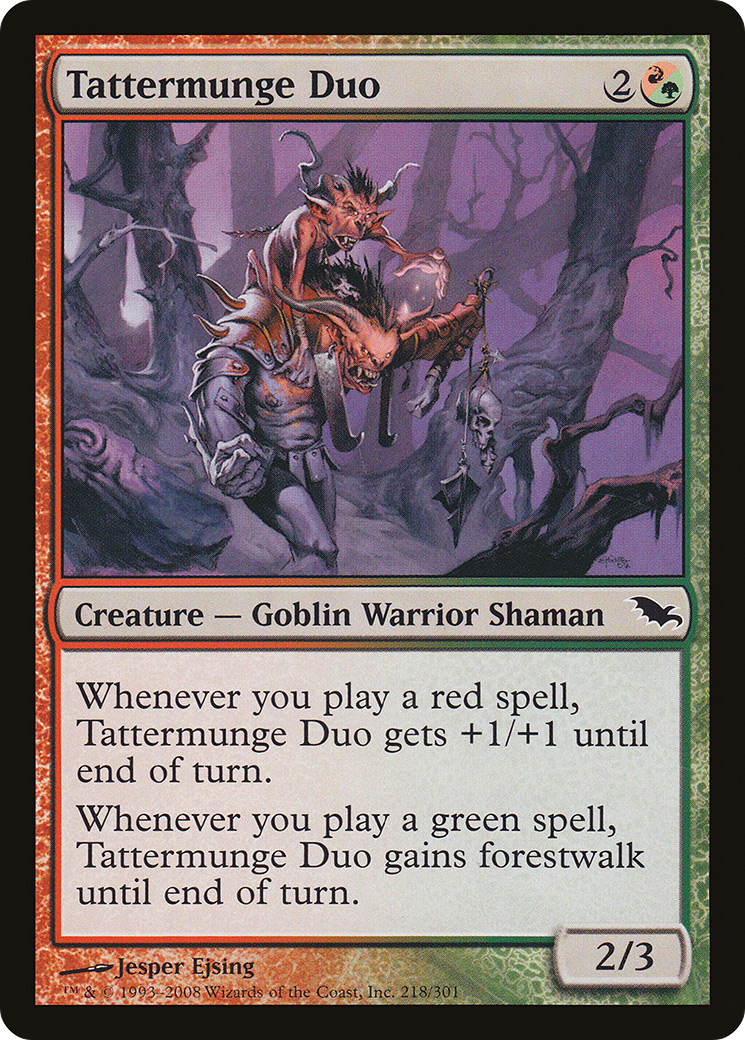 Tattermunge Duo 2
Creature — Goblin Warrior Shaman
Whenever you play a red spell,
Tattermunge Duo gets +1/+1 until
end of turn.
Whenever you play a green spell,
Tattermunge Duo gains forestwalk
until end of turn.
2/3
Jesper Ejsing
™ & © 1993–2008 Wizards of the Coast, Inc. 218/301